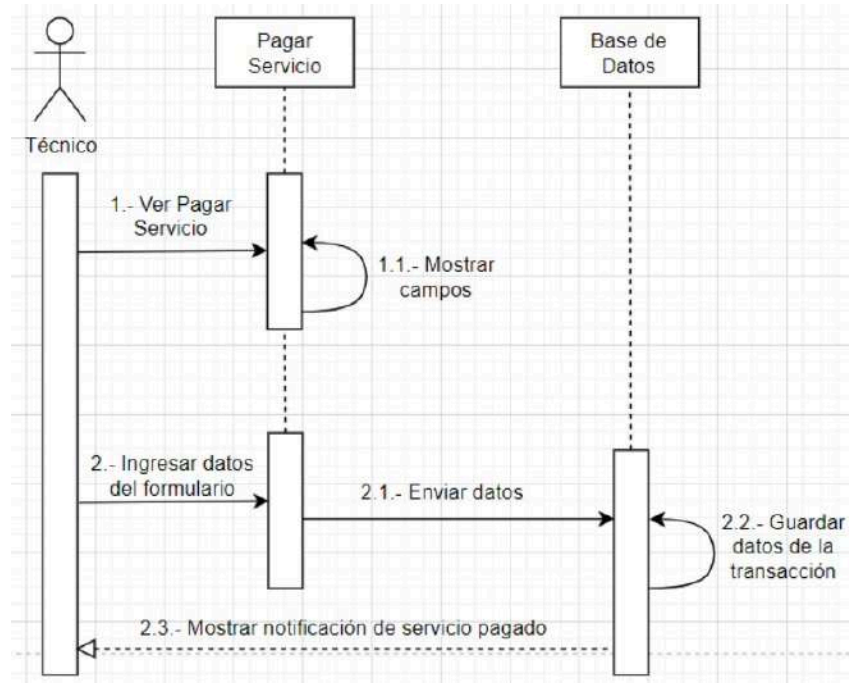 Pagar
Servicio
Base de
Datos
Técnico
1.- Ver Pagar
Servicio
1.1.- Mostrar
campos
2.- Ingresar datos
del formulario
2.1.- Enviar datos
2.2.- Guardar
datos de la
transacción
2.3.- Mostrar notificación de servicio pagado